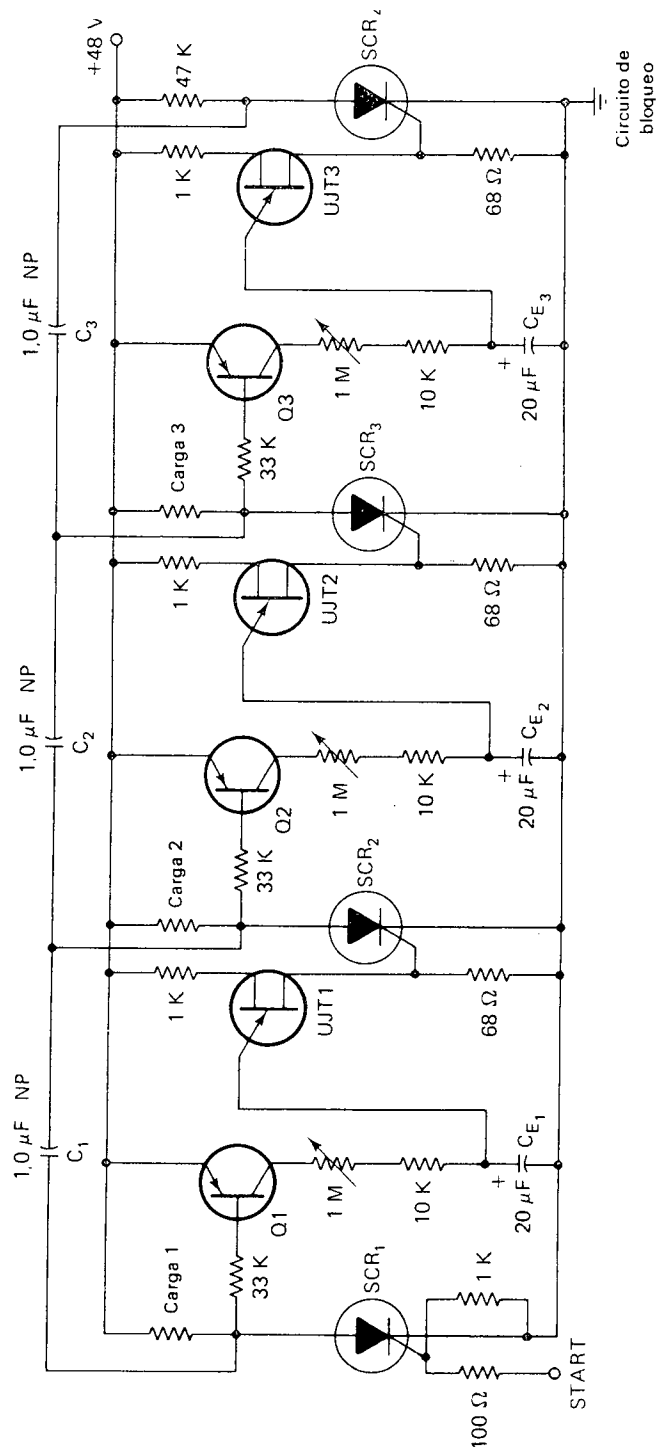 +48 V
1,0 µF NP
C1
1,0 µF NP
C2
1,0 µF NP
C3
Carga 1
33 K
Q1
1 M
10 K
+
20 µF
CE1
SCR1
100 Ω
1 K
START
1 K
UJT1
68 Ω
Carga 2
33 K
Q2
1 M
10 K
+
20 µF
CE2
SCR2
1 K
UJT2
68 Ω
Carga 3
33 K
Q3
1 M
10 K
+
20 µF
CE3
SCR3
1 K
UJT3
68 Ω
47 K
SCR4
Circuito de
bloqueo